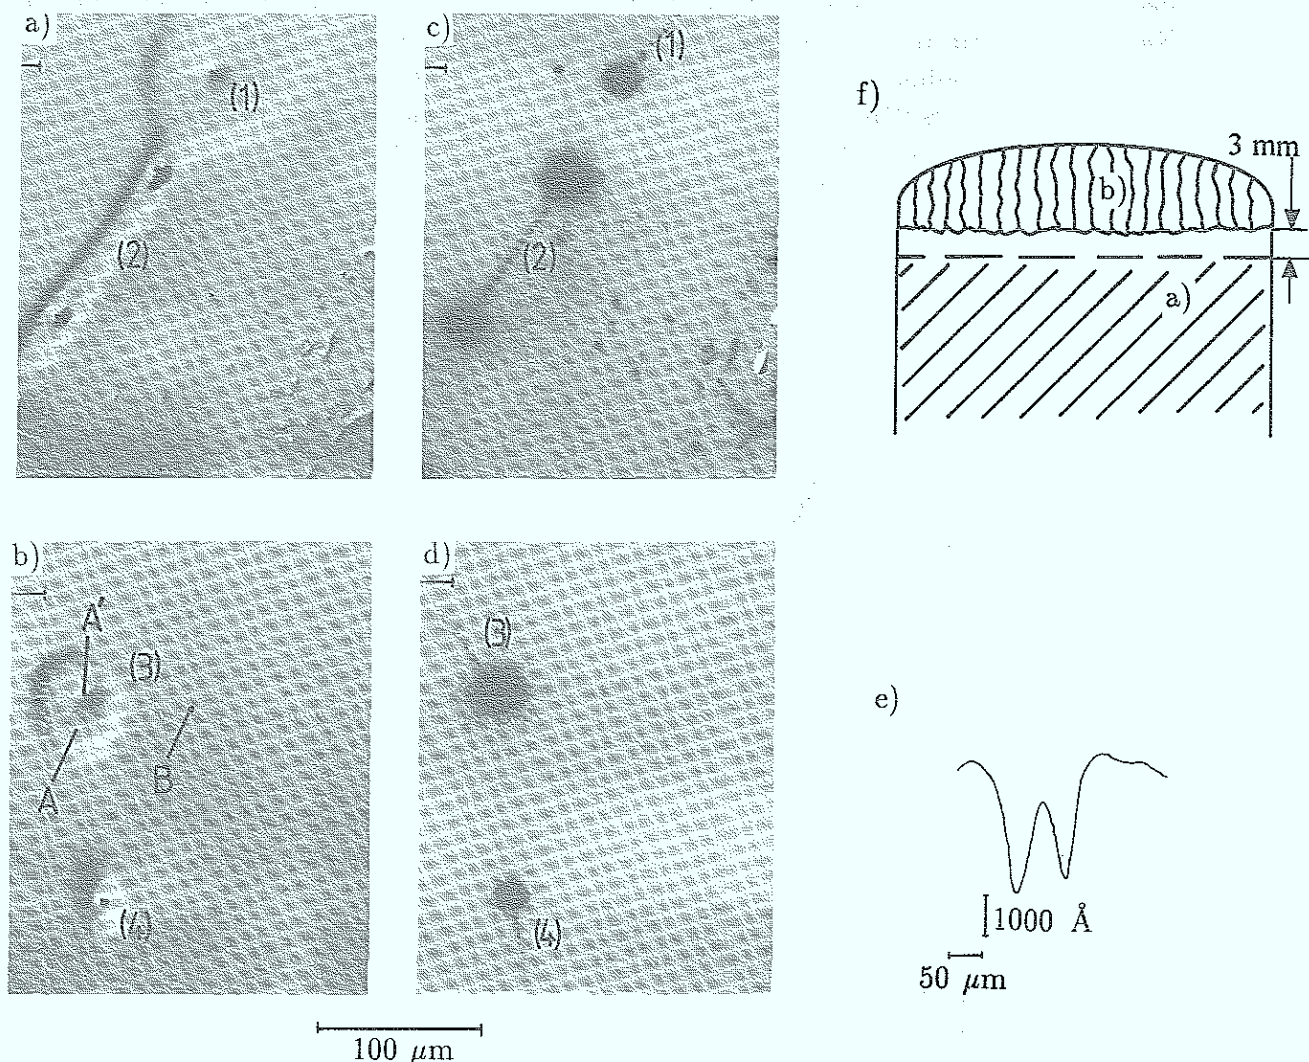 a)
(1)
(2)
c)
(1)
(2)
f)
3 mm
b)
a)
b)
A'
(3)
A
B
(4)
d)
(3)
(4)
e)
1000 Å
50 μm
100 μm